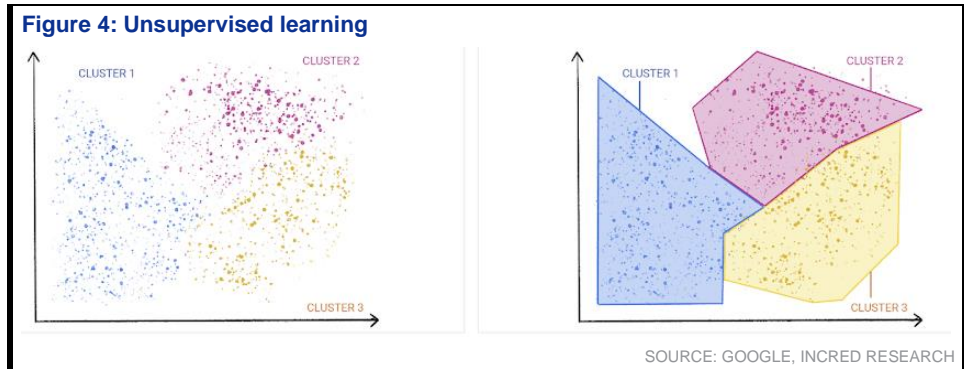 Figure 4: Unsupervised learning
CLUSTER 1
CLUSTER 2
CLUSTER 3
CLUSTER 1
CLUSTER 2
CLUSTER 3
SOURCE: GOOGLE, INCRED RESEARCH